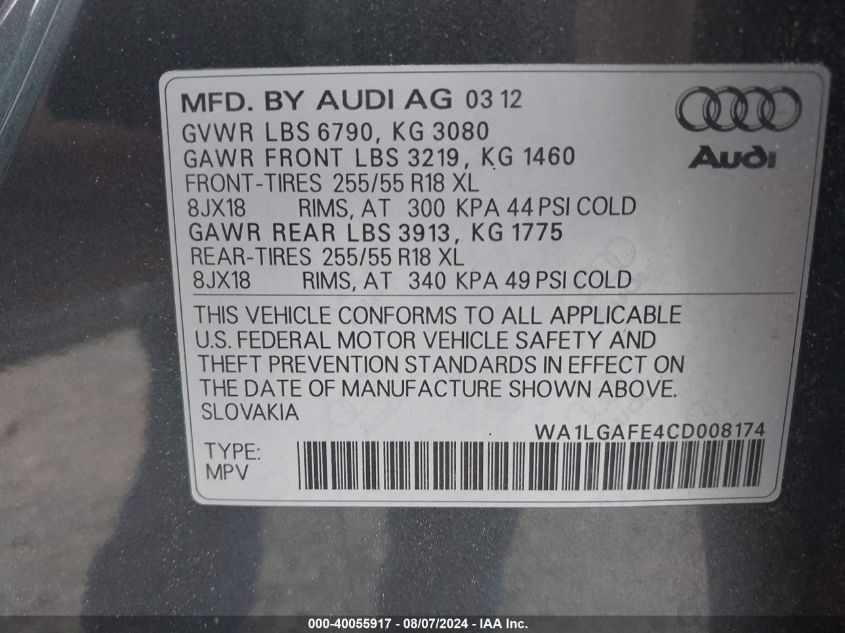 MFD. BY AUDI AG 03 12
GVWR LBS 6790, KG 3080
GAWR FRONT LBS 3219, KG 1460
FRONT-TIRES 255/55 R18 XL
8JX18 RIMS, AT 300 KPA 44 PSI COLD
GAWR REAR LBS 3913, KG 1775
REAR-TIRES 255/55 R18 XL
8JX18 RIMS, AT 340 KPA 49 PSI COLD
Audi
THIS VEHICLE CONFORMS TO ALL APPLICABLE
U.S. FEDERAL MOTOR VEHICLE SAFETY AND
THEFT PREVENTION STANDARDS IN EFFECT ON
THE DATE OF MANUFACTURE SHOWN ABOVE.
SLOVAKIA
WA1LGAFE4CD008174
TYPE:
MPV
000-40055917 - 08/07/2024 - IAA Inc.